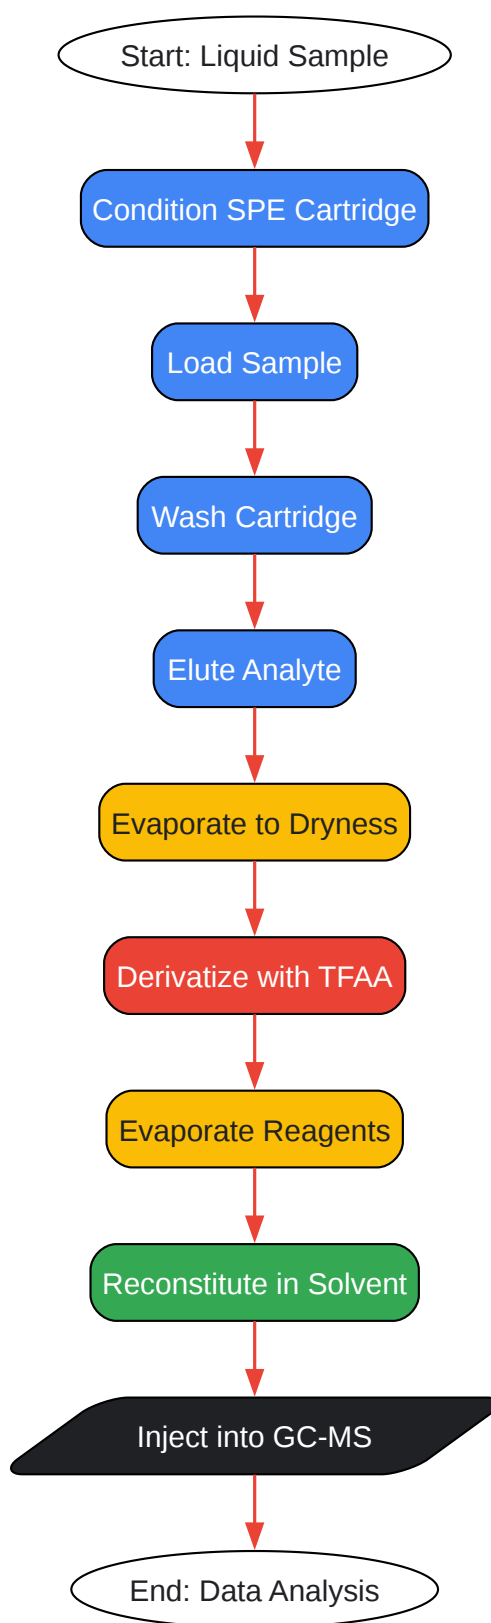 Start: Liquid Sample
Condition SPE Cartridge
Load Sample
Wash Cartridge
Elute Analyte
Evaporate to Dryness
Derivatize with TFAA
Evaporate Reagents
Reconstitute in Solvent
Inject into GC-MS
End: Data Analysis